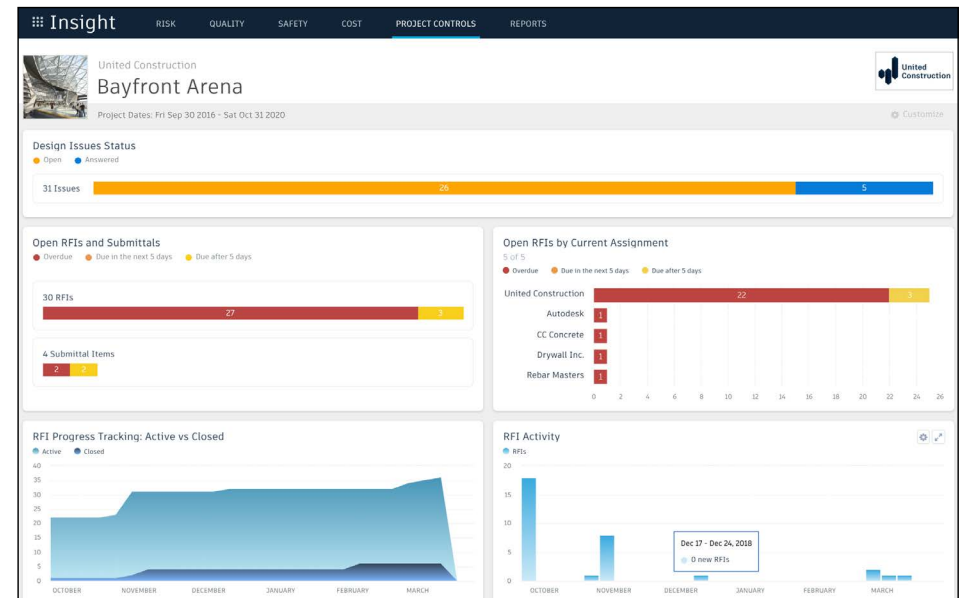 Insight RISK QUALITY SAFETY COST PROJECT CONTROLS REPORTS
United Construction
Bayfront Arena
United Construction
Project Dates: Fri Sep 30 2016 - Sat Oct 31 2020
Customize
Design Issues Status
Open Answered
31 Issues 26 5
Open RFIs and Submittals
Overdue Due in the next 5 days Due after 5 days
30 RFIs
27 3
4 Submittal Items
2 2
Open RFIs by Current Assignment
5 of 5
Overdue Due in the next 5 days Due after 5 days
United Construction 22 3
Autodesk 1
CC Concrete 1
Drywall Inc. 1
Rebar Masters 1
0 2 4 6 8 10 12 14 16 18 20 22 24 26
RFI Progress Tracking: Active vs Closed
Active Closed
40
35
30
25
20
15
10
5
0
OCTOBER NOVEMBER DECEMBER JANUARY FEBRUARY MARCH
RFI Activity
RFIs
20
15
10
5
0
Dec 17 - Dec 24, 2018
0 new RFIs
OCTOBER NOVEMBER DECEMBER JANUARY FEBRUARY MARCH